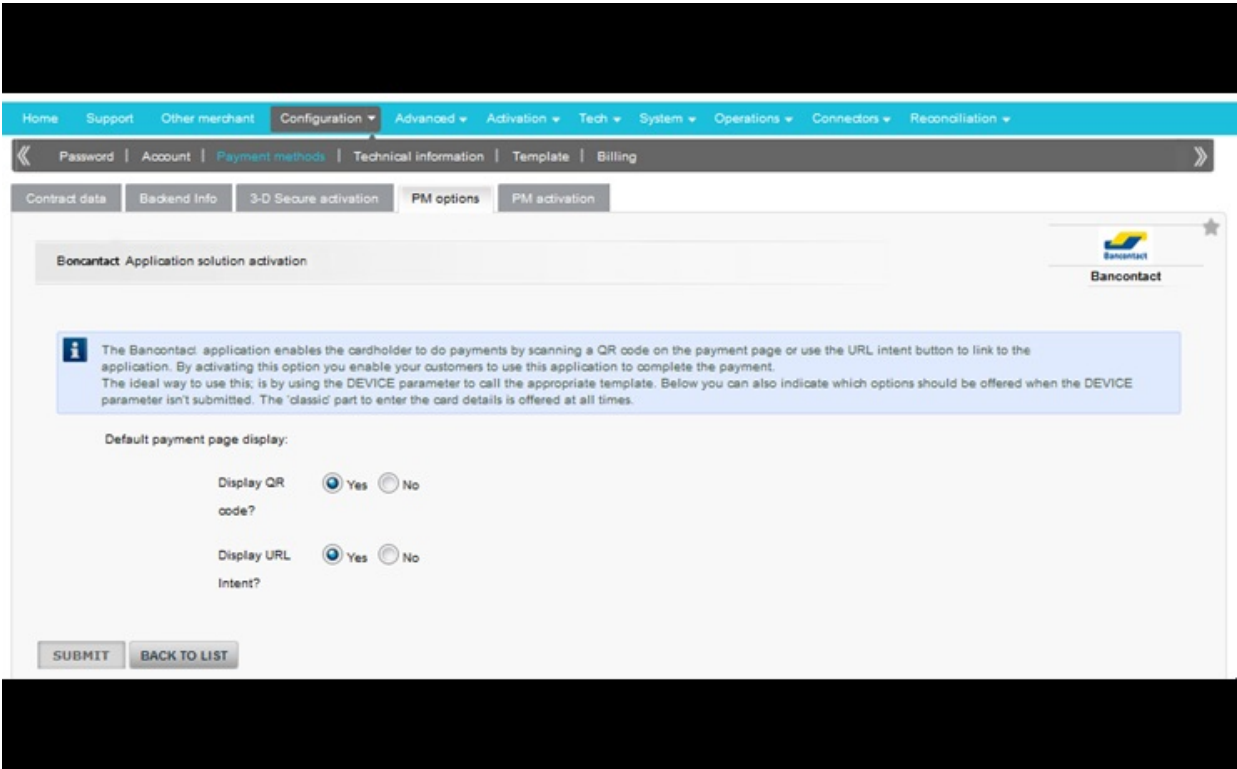 Home Support Other merchant Configuration Advanced Activation Tech System Operations Connectors Reconciliation
Password | Account | Payment methods | Technical information | Template | Billing
Contract data Backend Info 3-D Secure activation PM options PM activation
Boncantact Application solution activation
Bancontact
Bancontact
The Bancontact application enables the cardholder to do payments by scanning a QR code on the payment page or use the URL intent button to link to the
application. By activating this option you enable your customers to use this application to complete the payment.
The ideal way to use this; is by using the DEVICE parameter to call the appropriate template. Below you can also indicate which options should be offered when the DEVICE
parameter isn't submitted. The 'classic' part to enter the card details is offered at all times.
Default payment page display:
Display QR Yes No
code?
Display URL Yes No
Intent?
SUBMIT BACK TO LIST